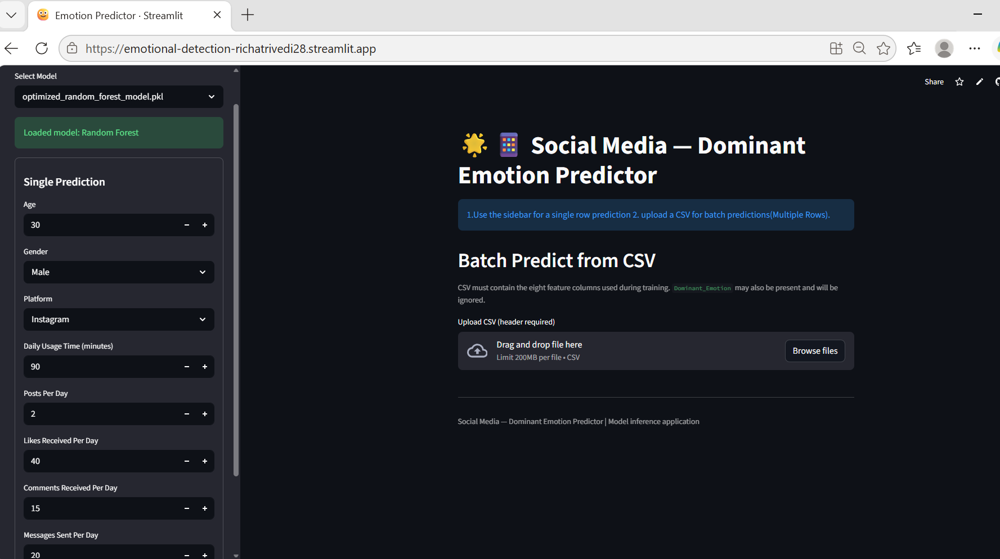 Emotion Predictor · Streamlit
https://emotional-detection-richatrivedi28.streamlit.app
Select Model
optimized_random_forest_model.pkl
Loaded model: Random Forest
Single Prediction
Age
30
Gender
Male
Platform
Instagram
Daily Usage Time (minutes)
90
Posts Per Day
2
Likes Received Per Day
40
Comments Received Per Day
15
Messages Sent Per Day
20
Share
Social Media — Dominant
Emotion Predictor
1.Use the sidebar for a single row prediction 2. upload a CSV for batch predictions(Multiple Rows).
Batch Predict from CSV
CSV must contain the eight feature columns used during training. Dominant_Emotion may also be present and will be
ignored.
Upload CSV (header required)
Drag and drop file here
Limit 200MB per file • CSV
Browse files
Social Media — Dominant Emotion Predictor | Model inference application